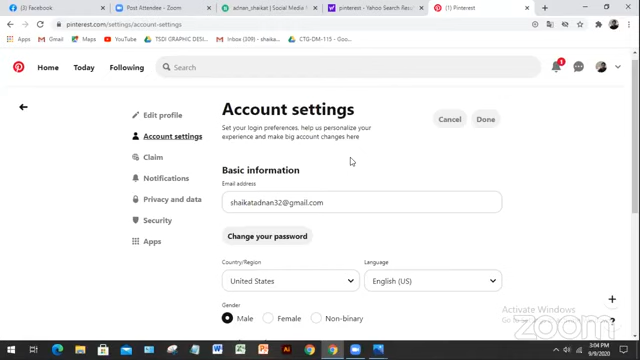 Facebook
Post Attendee - Zoom
adnan_shaikat | Social Media M
pinterest - Yahoo Search Resu
(1) Pinterest
pinterest.com/settings/account-settings
Apps
Gmail
Maps
YouTube
TSDI GRAPHIC DESI
Inbox (309) - shaika...
CTG-DM-115 - Goo...
Home
Today
Following
Search
1
Edit profile
Account settings
Claim
Notifications
Privacy and data
Security
Apps
Account settings
Set your login preferences, help us personalize your
experience and make big account changes here
Cancel
Done
Basic information
Email address
shaikatadnan32@gmail.com
Change your password
Country/Region
Language
United States
English (US)
Gender
Male
Female
Non-binary
Activate Windows
zoom
3:04 PM
9/9/2020